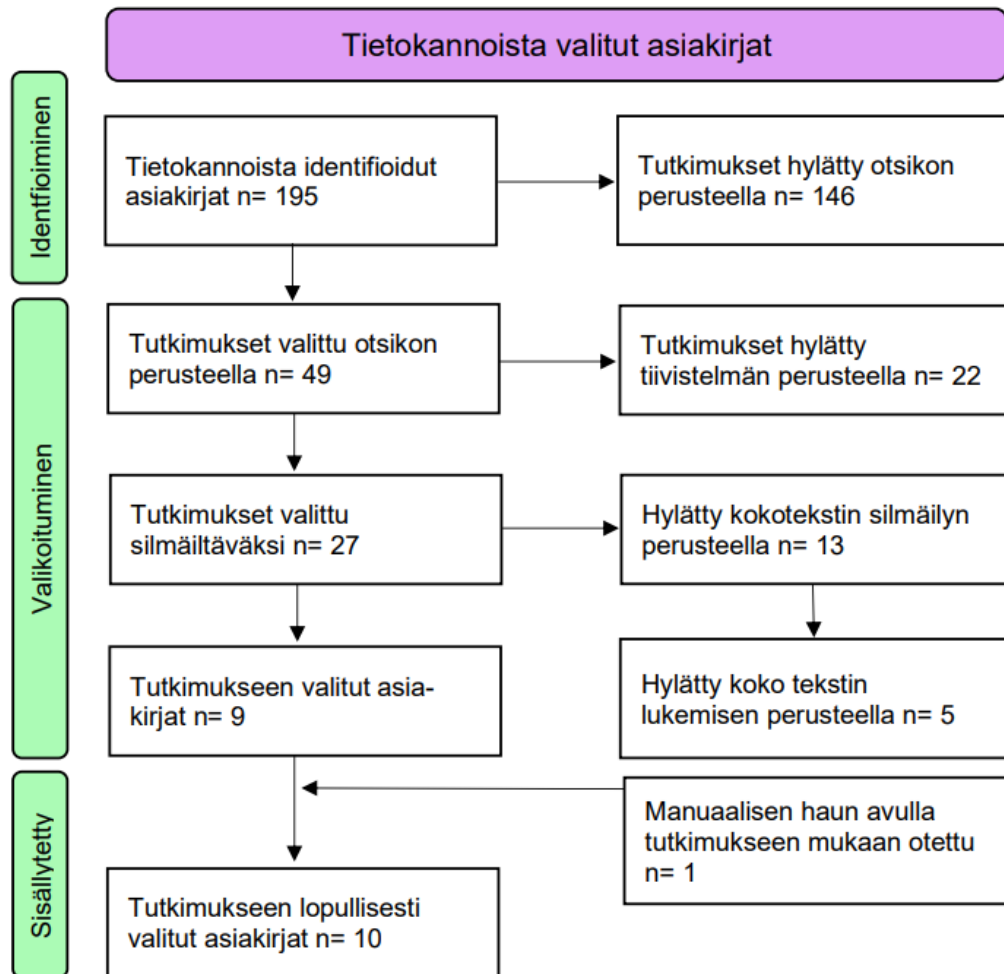 Tietokannoista valitut asiakirjat
Identfioiminen
Tietokannoista identifioidut
asiakirjat n= 195
Tutkimukset hylätty otsikon
perusteella n= 146
Valikoituminen
Tutkimukset valittu otsikon
perusteella n= 49
Tutkimukset hylätty
tiivistelmän perusteella n= 22
Tutkimukset valittu
silmäiltäväksi n= 27
Hylätty kokotekstin silmäilyn
perusteella n= 13
Tutkimukseen valitut asia-
kirjat n= 9
Hylätty koko tekstin
lukemisen perusteella n= 5
Sisällytetty
Manuaalisen haun avulla
tutkimukseen mukaan otettu
n= 1
Tutkimukseen lopullisesti
valitut asiakirjat n= 10